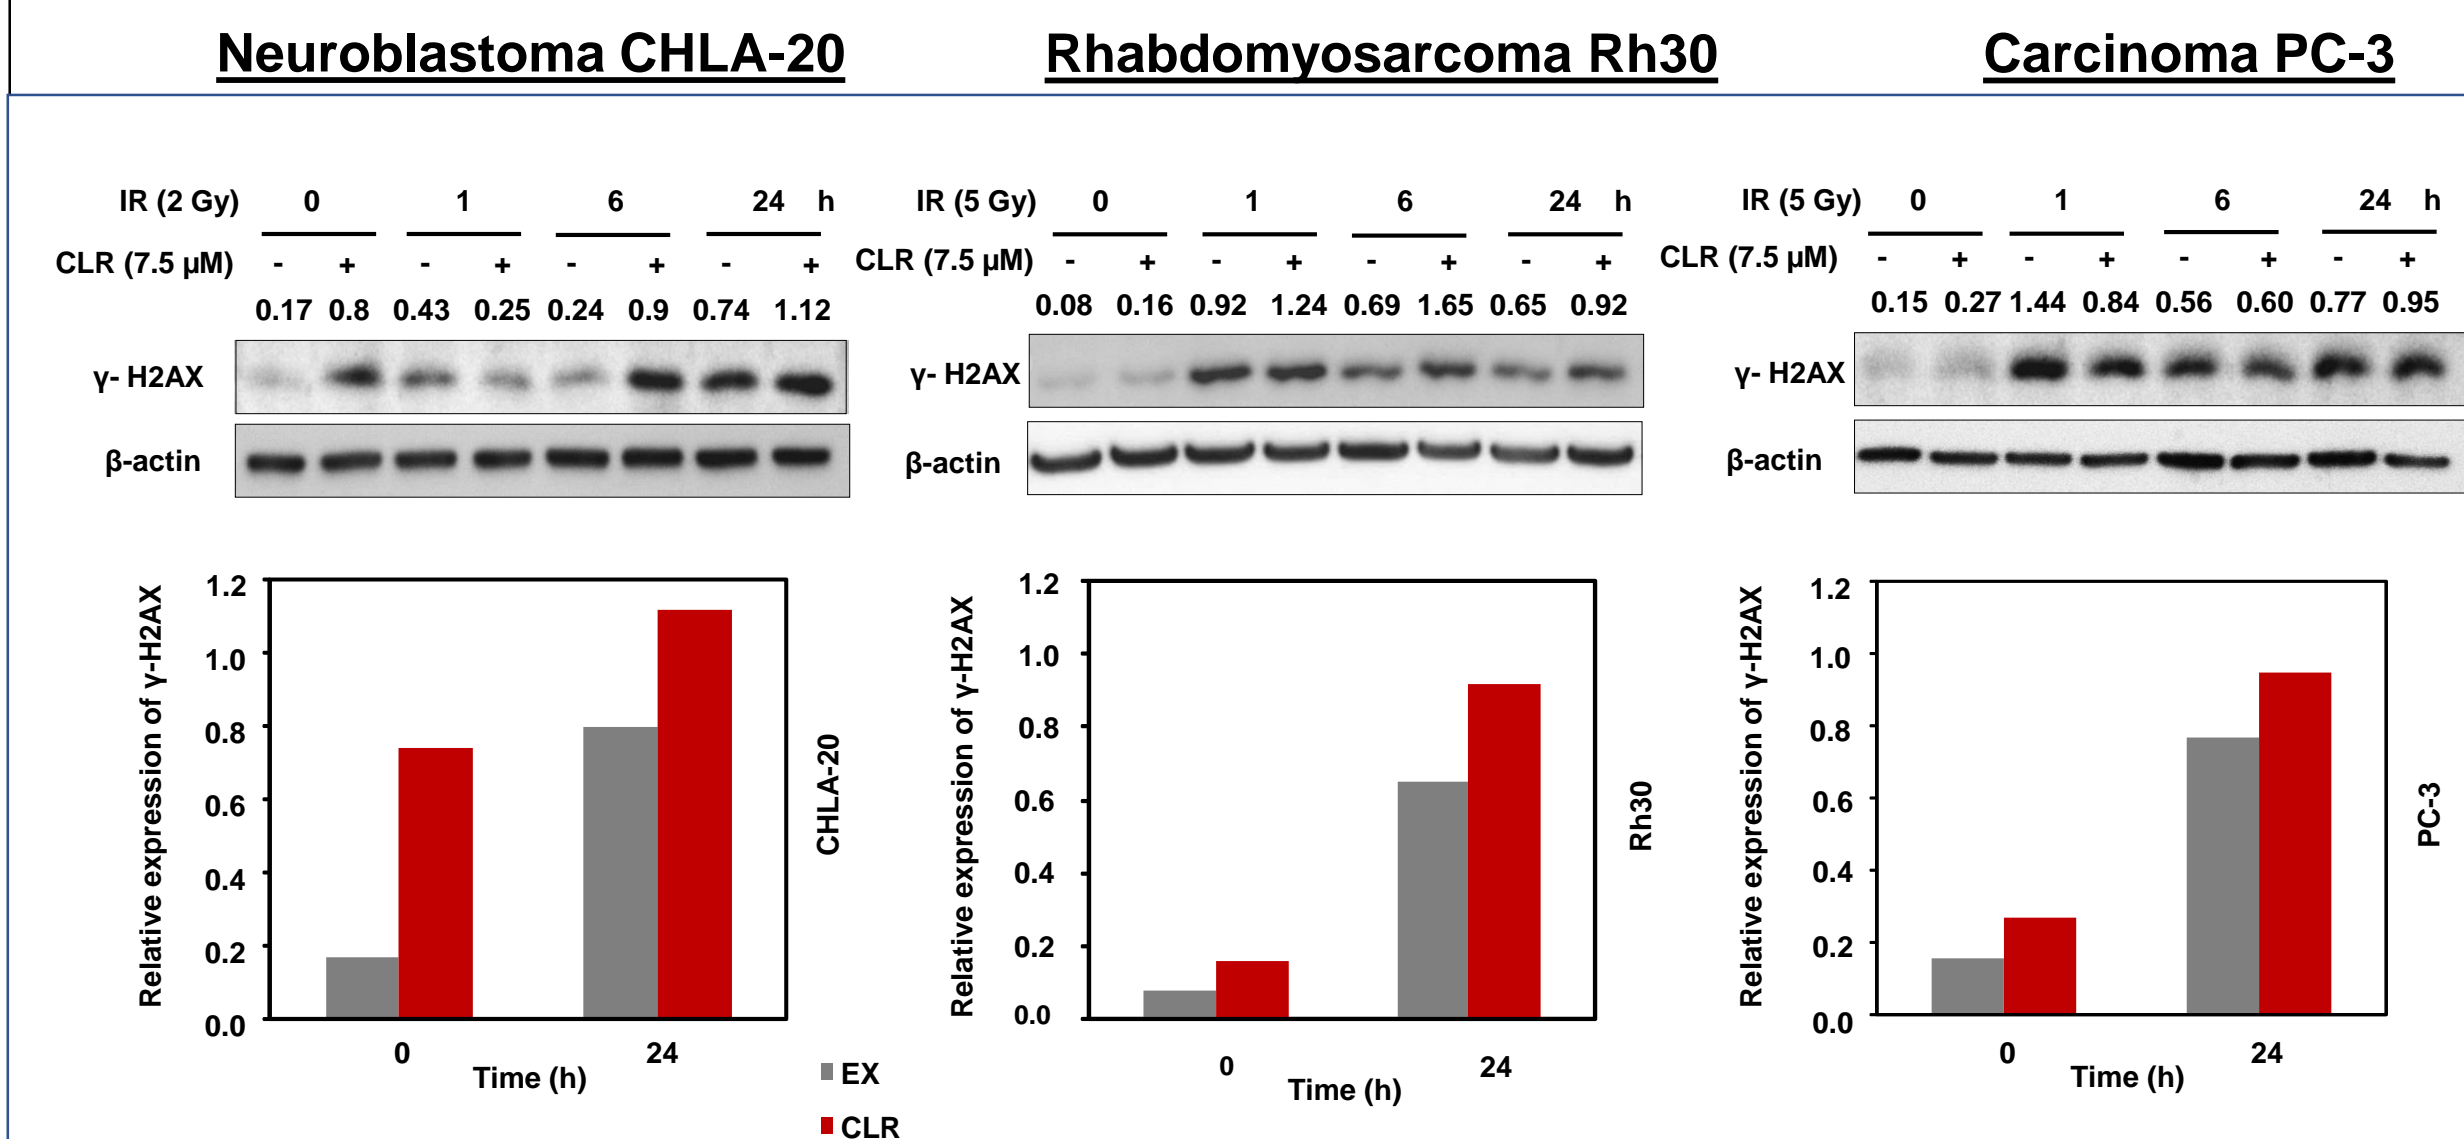 Neuroblastoma CHLA-20
Rhabdomyosarcoma Rh30
Carcinoma PC-3
IR (2 Gy) 0 1 6 24 h
CLR (7.5 µM) - + - + - + - +
0.17 0.8 0.43 0.25 0.24 0.9 0.74 1.12
γ- H2AX
β-actin
IR (5 Gy) 0 1 6 24 h
CLR (7.5 µM) - + - + - + - +
0.08 0.16 0.92 1.24 0.69 1.65 0.65 0.92
γ- H2AX
β-actin
IR (5 Gy) 0 1 6 24 h
CLR (7.5 µM) - + - + - + - +
0.15 0.27 1.44 0.84 0.56 0.60 0.77 0.95
γ- H2AX
β-actin
Relative expression of γ-H2AX
1.2
1.0
0.8
0.6
0.4
0.2
0.0
0 24
Time (h)
CHLA-20
EX
CLR
Relative expression of γ-H2AX
1.2
1.0
0.8
0.6
0.4
0.2
0.0
0 24
Time (h)
Rh30
Relative expression of γ-H2AX
1.2
1.0
0.8
0.6
0.4
0.2
0.0
0 24
Time (h)
PC-3